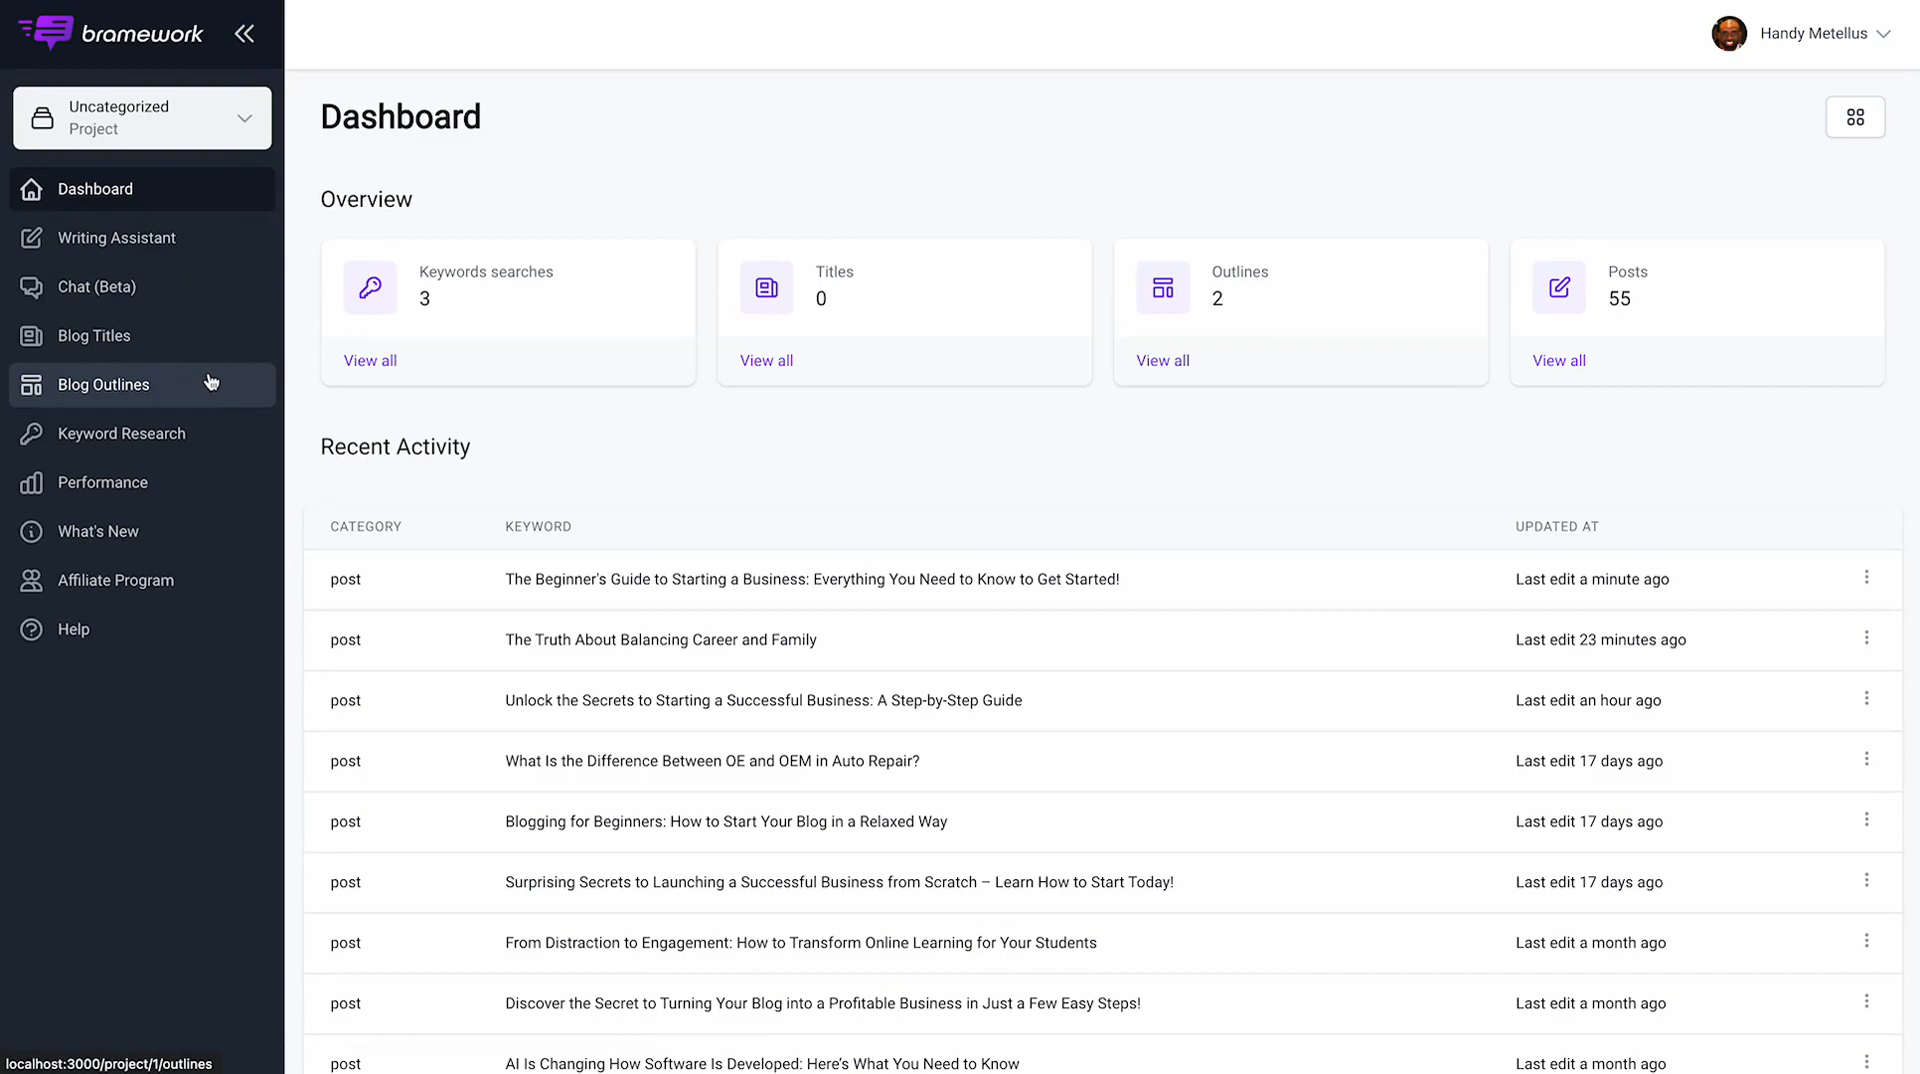 bramework
Handy Metellus
Uncategorized
Project
Dashboard
Writing Assistant
Chat (Beta)
Blog Titles
Blog Outlines
Keyword Research
Performance
What's New
Affiliate Program
Help
Dashboard
Overview
Keywords searches
3
View all
Titles
0
View all
Outlines
2
View all
Posts
55
View all
Recent Activity
CATEGORY KEYWORD UPDATED AT
post The Beginner's Guide to Starting a Business: Everything You Need to Know to Get Started! Last edit a minute ago
post The Truth About Balancing Career and Family Last edit 23 minutes ago
post Unlock the Secrets to Starting a Successful Business: A Step-by-Step Guide Last edit an hour ago
post What Is the Difference Between OE and OEM in Auto Repair? Last edit 17 days ago
post Blogging for Beginners: How to Start Your Blog in a Relaxed Way Last edit 17 days ago
post Surprising Secrets to Launching a Successful Business from Scratch – Learn How to Start Today! Last edit 17 days ago
post From Distraction to Engagement: How to Transform Online Learning for Your Students Last edit a month ago
post Discover the Secret to Turning Your Blog into a Profitable Business in Just a Few Easy Steps! Last edit a month ago
post AI Is Changing How Software Is Developed: Here’s What You Need to Know Last edit a month ago
localhost:3000/project/1/outlines